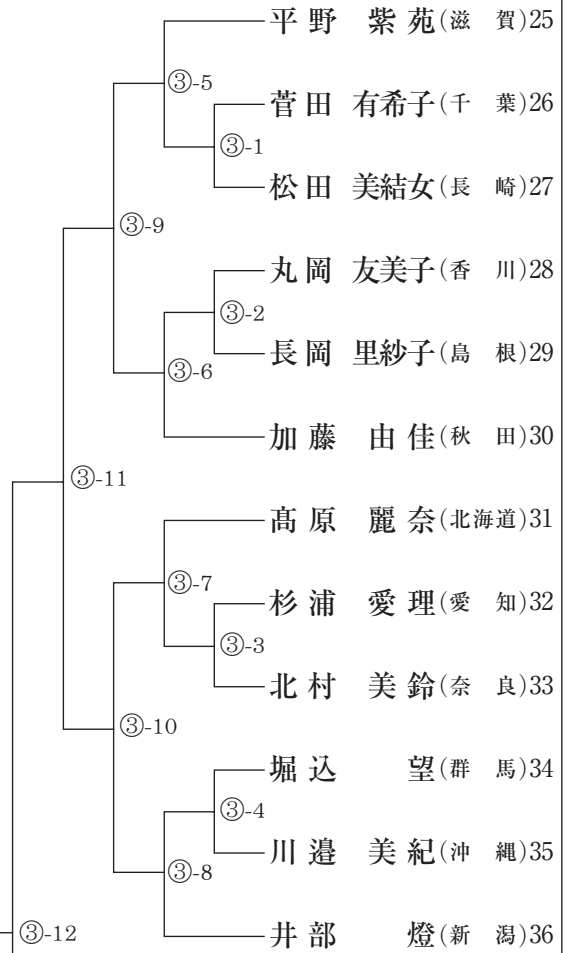 平野 紫苑(滋 賀)25
③-5
菅田 有希子(千 葉)26
③-1
松田 美結女(長 崎)27
③-9
丸岡 友美子(香 川)28
③-2
長岡 里紗子(島 根)29
③-6
加藤 由佳(秋 田)30
③-11
髙原 麗奈(北海道)31
③-7
杉浦 愛理(愛 知)32
③-3
北村 美鈴(奈 良)33
③-10
堀込 望(群 馬)34
③-4
川邉 美紀(沖 縄)35
③-8
井部 燈(新 潟)36
③-12